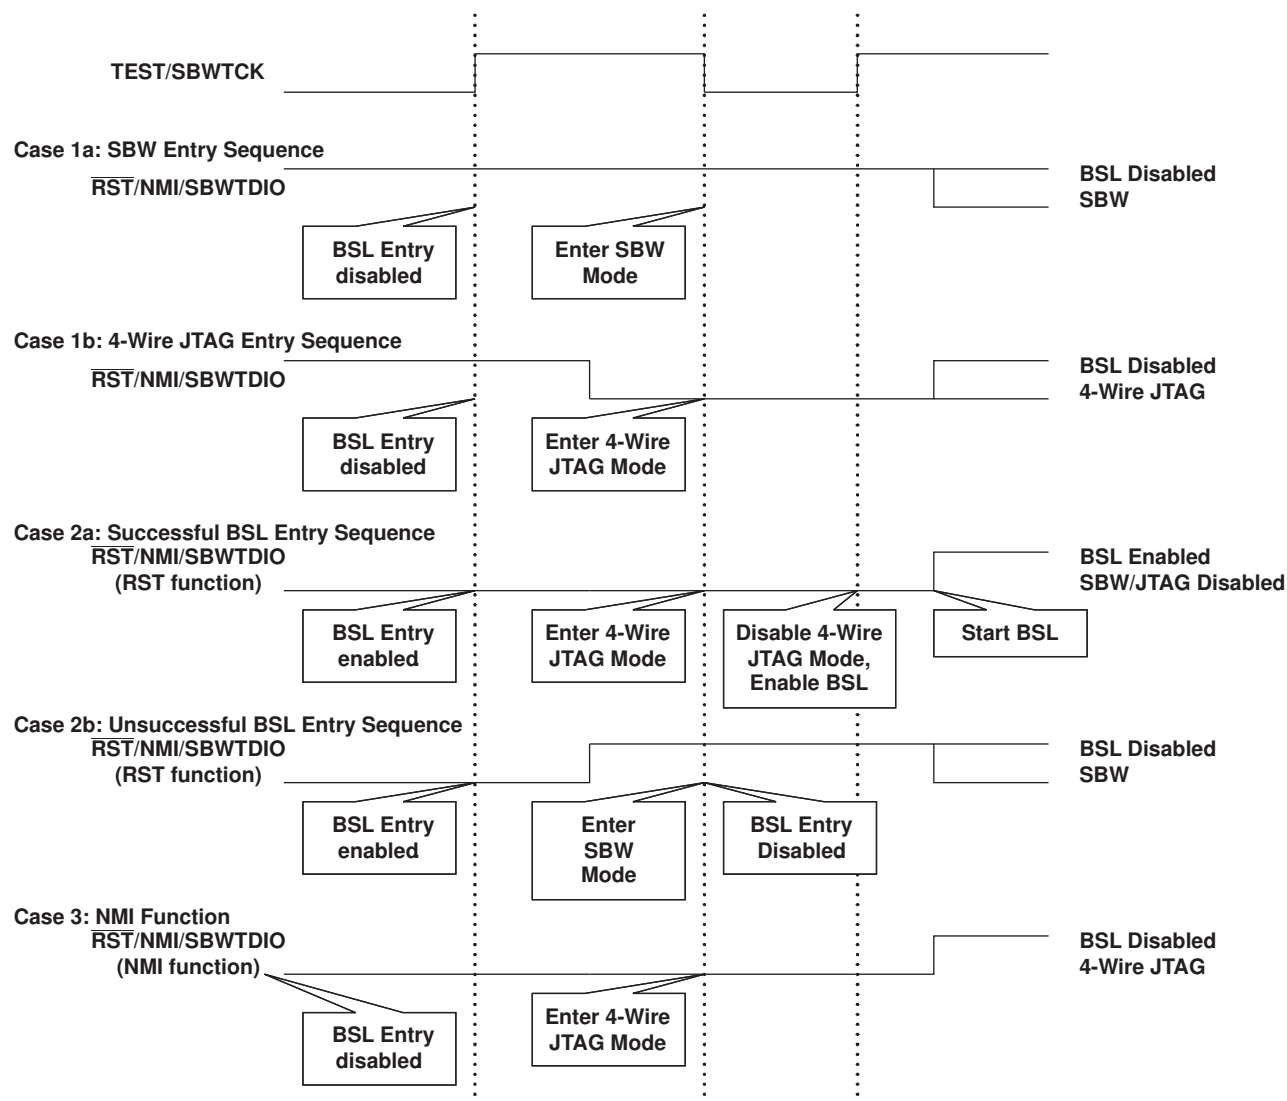 TEST/SBWTCK
Case 1a: SBW Entry Sequence
RST/NMI/SBWTDIO
BSL Disabled
SBW
BSL Entry
disabled
Enter SBW
Mode
Case 1b: 4-Wire JTAG Entry Sequence
RST/NMI/SBWTDIO
BSL Disabled
4-Wire JTAG
BSL Entry
disabled
Enter 4-Wire
JTAG Mode
Case 2a: Successful BSL Entry Sequence
RST/NMI/SBWTDIO
(RST function)
BSL Enabled
SBW/JTAG Disabled
BSL Entry
enabled
Enter 4-Wire
JTAG Mode
Disable 4-Wire
JTAG Mode,
Enable BSL
Start BSL
Case 2b: Unsuccessful BSL Entry Sequence
RST/NMI/SBWTDIO
(RST function)
BSL Disabled
SBW
BSL Entry
enabled
Enter
SBW
Mode
BSL Entry
Disabled
Case 3: NMI Function
RST/NMI/SBWTDIO
(NMI function)
BSL Disabled
4-Wire JTAG
BSL Entry
disabled
Enter 4-Wire
JTAG Mode